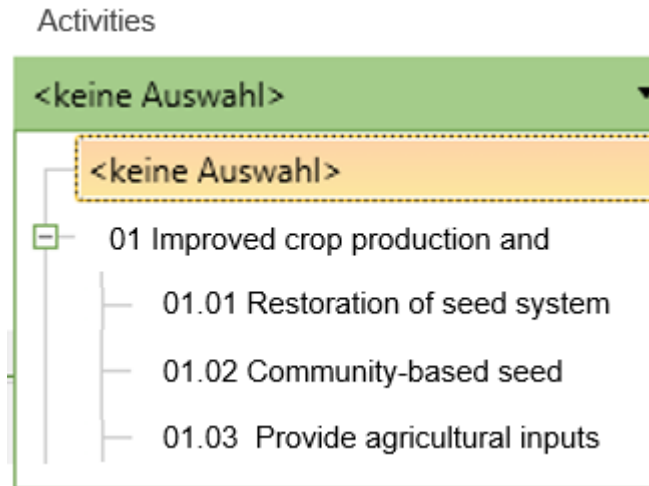 Activities
<keine Auswahl>
<keine Auswahl>
01 Improved crop production and
01.01 Restoration of seed system
01.02 Community-based seed
01.03  Provide agricultural inputs